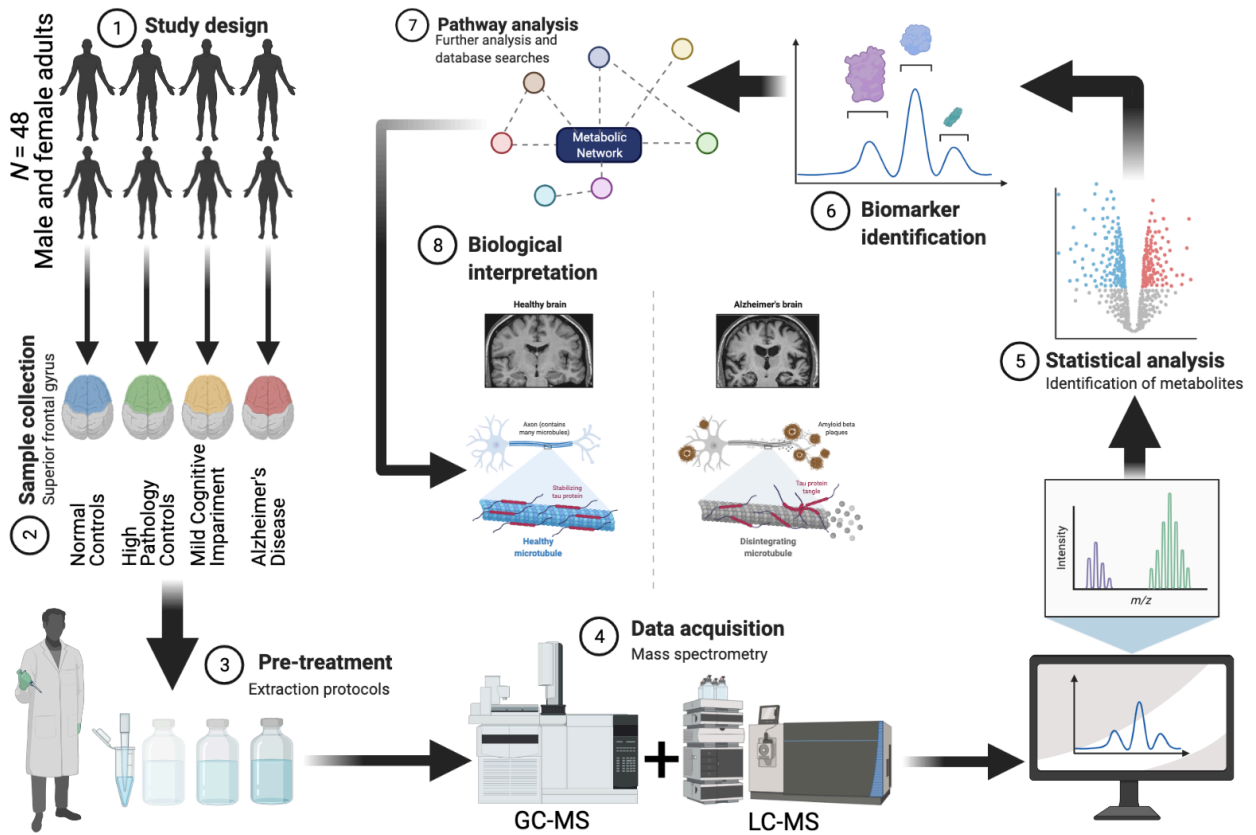 1 Study design
N = 48
Male and female adults
2 Sample collection
Superior frontal gyrus
Normal
Controls
High
Pathology
Controls
Mild Cognitive
Impariment
Alzheimer's
Disease
3 Pre-treatment
Extraction protocols
4 Data acquisition
Mass spectrometry
GC-MS
+
LC-MS
Intensity
m/z
5 Statistical analysis
Identification of metabolites
6 Biomarker
identification
7 Pathway analysis
Further analysis and
database searches
Metabolic
Network
8 Biological
interpretation
Healthy brain
Axon (contains
many microbules)
Stabilizing
tau protein
Healthy
microtubule
Alzheimer's brain
Amyloid beta
plaques
Tau protein
tangle
Disintegrating
microtubule